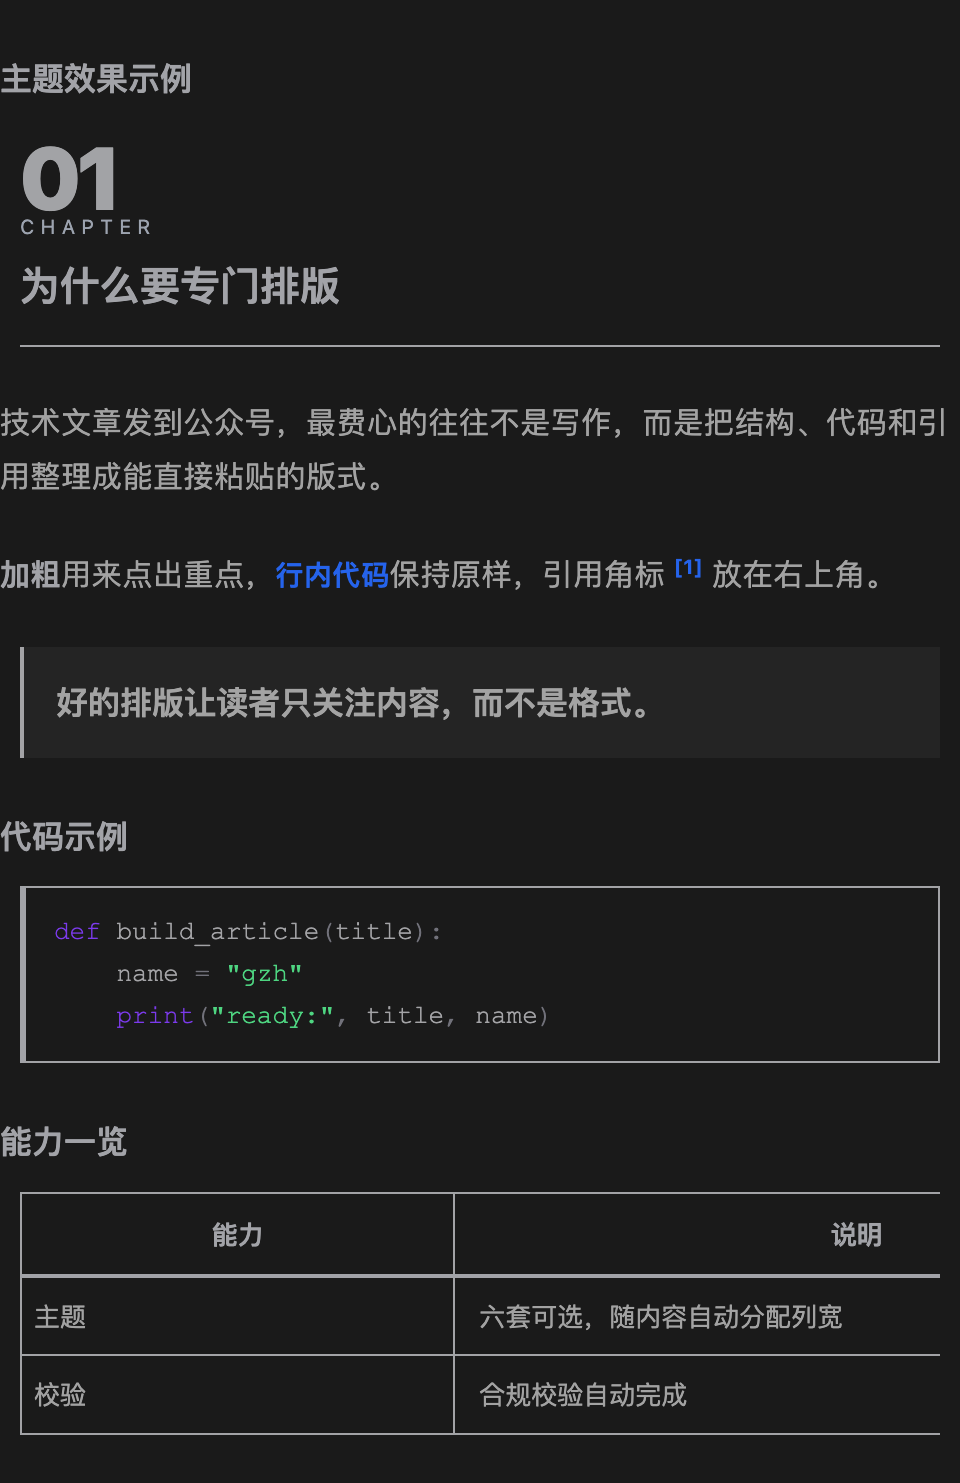 主题效果示例
01
CHAPTER
为什么要专门排版
技术文章发到公众号，最费心的往往不是写作，而是把结构、代码和引
用整理成能直接粘贴的版式。
加粗用来点出重点，行内代码保持原样，引用角标 [1] 放在右上角。
好的排版让读者只关注内容，而不是格式。
代码示例
def build_article(title):
    name = "gzh"
    print("ready:", title, name)
能力一览
能力 说明
主题 六套可选，随内容自动分配列宽
校验 合规校验自动完成